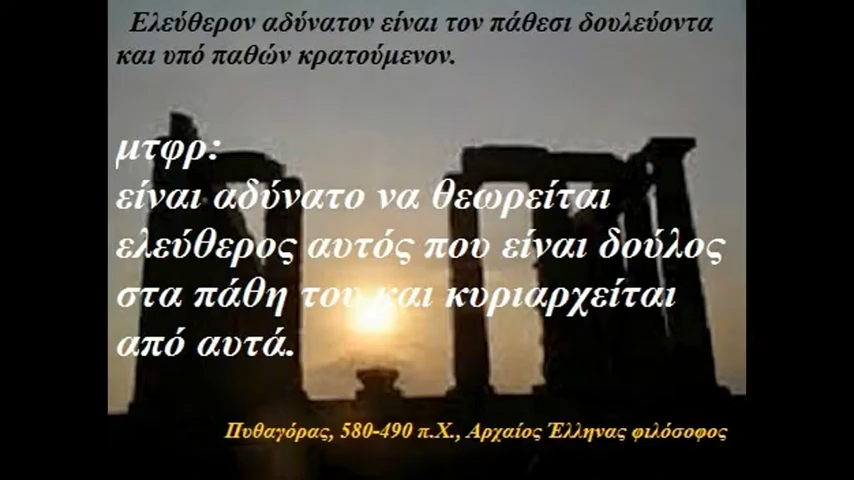 Ελεύθερον αδύνατον είναι τον πάθεσι δουλεύοντα
και υπό παθών κρατούμενον.
μτφρ:
είναι αδύνατο να θεωρείται
ελεύθερος αυτός που είναι δούλος
στα πάθη του και κυριαρχείται
από αυτά.
Πυθαγόρας, 580-490 π.Χ., Αρχαίος Έλληνας φιλόσοφος